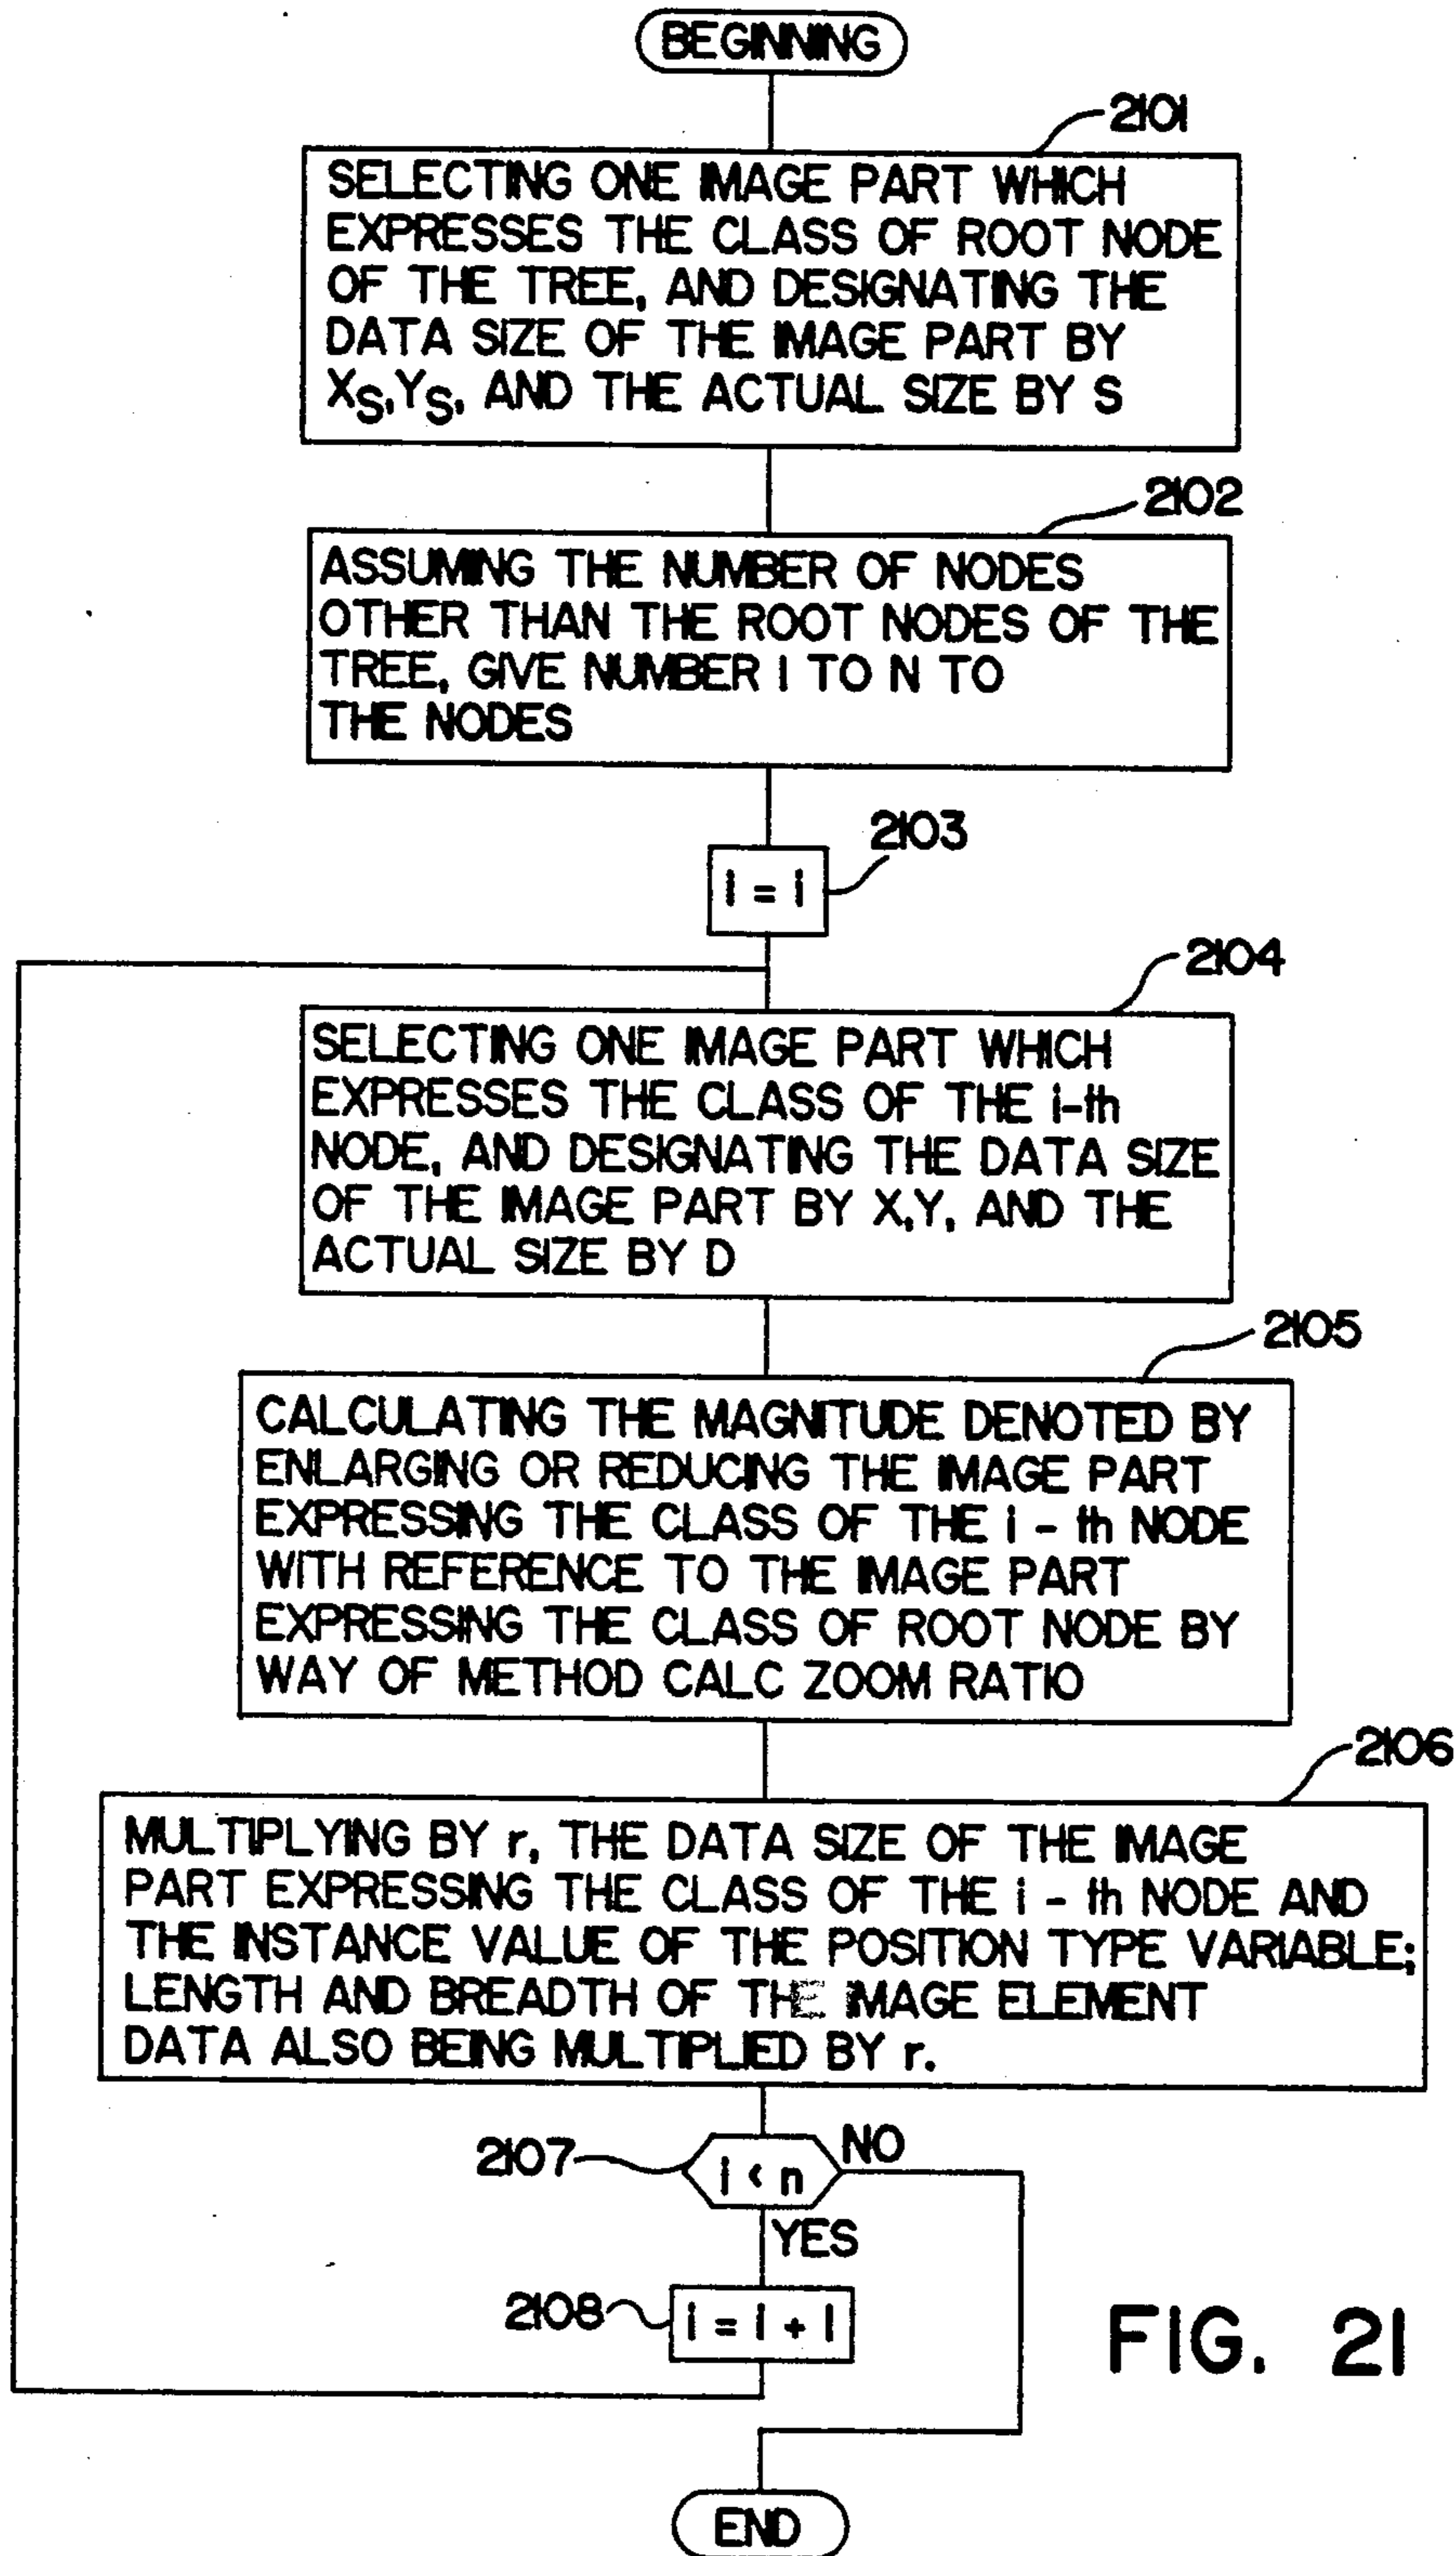 BEGINNING
2101
SELECTING ONE IMAGE PART WHICH
EXPRESSES THE CLASS OF ROOT NODE
OF THE TREE, AND DESIGNATING THE
DATA SIZE OF THE IMAGE PART BY
XS,YS, AND THE ACTUAL SIZE BY S
2102
ASSUMING THE NUMBER OF NODES
OTHER THAN THE ROOT NODES OF THE
TREE, GIVE NUMBER I TO N TO
THE NODES
2103
I = I
2104
SELECTING ONE IMAGE PART WHICH
EXPRESSES THE CLASS OF THE i-th
NODE, AND DESIGNATING THE DATA SIZE
OF THE IMAGE PART BY X,Y, AND THE
ACTUAL SIZE BY D
2105
CALCULATING THE MAGNITUDE DENOTED BY
ENLARGING OR REDUCING THE IMAGE PART
EXPRESSING THE CLASS OF THE i - th NODE
WITH REFERENCE TO THE IMAGE PART
EXPRESSING THE CLASS OF ROOT NODE BY
WAY OF METHOD CALC ZOOM RATIO
2106
MULTIPLYING BY r, THE DATA SIZE OF THE IMAGE
PART EXPRESSING THE CLASS OF THE i - th NODE AND
THE INSTANCE VALUE OF THE POSITION TYPE VARIABLE;
LENGTH AND BREADTH OF THE IMAGE ELEMENT
DATA ALSO BEING MULTIPLIED BY r.
2107
i < n
NO
YES
2108
i = i + 1
FIG. 21
END